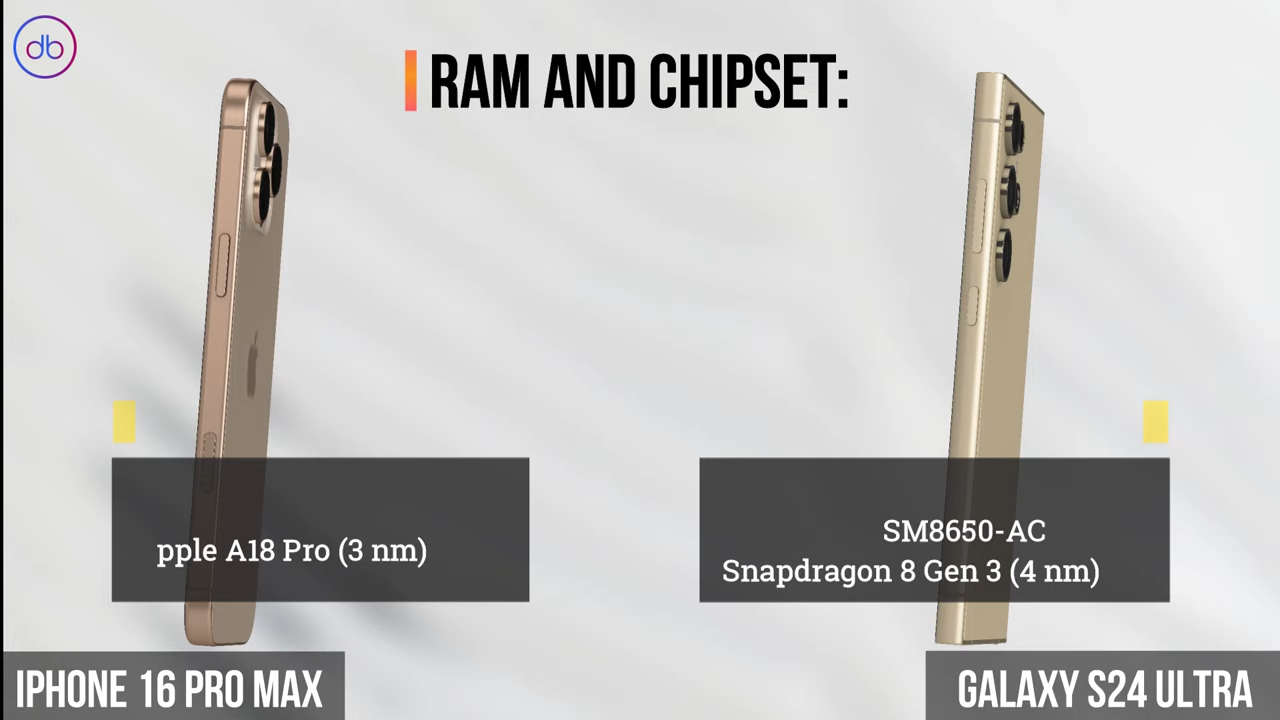 db
RAM AND CHIPSET:
pple A18 Pro (3 nm)
SM8650-AC
Snapdragon 8 Gen 3 (4 nm)
IPHONE 16 PRO MAX
GALAXY S24 ULTRA